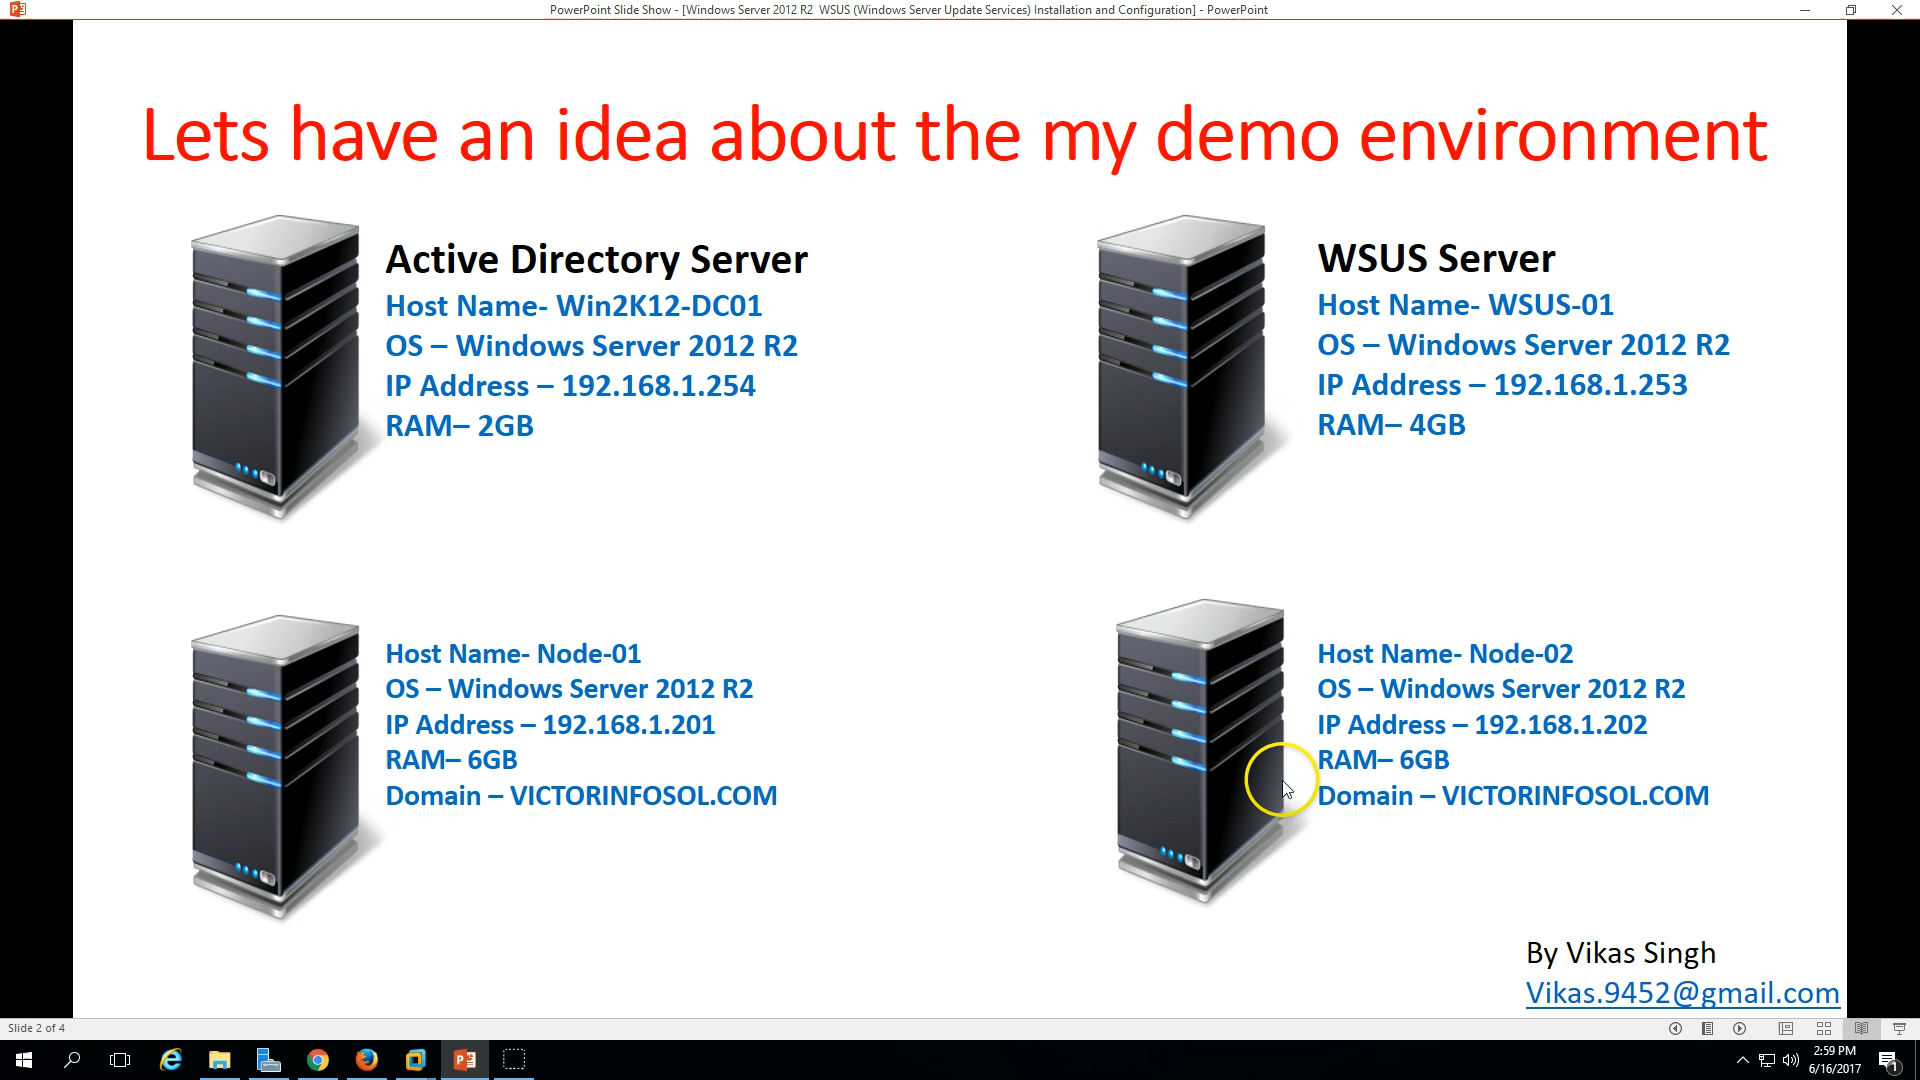 PowerPoint Slide Show - [Windows Server 2012 R2  WSUS (Windows Server Update Services) Installation and Configuration] - PowerPoint
Lets have an idea about the my demo environment
Active Directory Server
Host Name- Win2K12-DC01
OS – Windows Server 2012 R2
IP Address – 192.168.1.254
RAM– 2GB
WSUS Server
Host Name- WSUS-01
OS – Windows Server 2012 R2
IP Address – 192.168.1.253
RAM– 4GB
Host Name- Node-01
OS – Windows Server 2012 R2
IP Address – 192.168.1.201
RAM– 6GB
Domain – VICTORINFOSOL.COM
Host Name- Node-02
OS – Windows Server 2012 R2
IP Address – 192.168.1.202
RAM– 6GB
Domain – VICTORINFOSOL.COM
By Vikas Singh
Vikas.9452@gmail.com
Slide 2 of 4
2:59 PM
6/16/2017
1